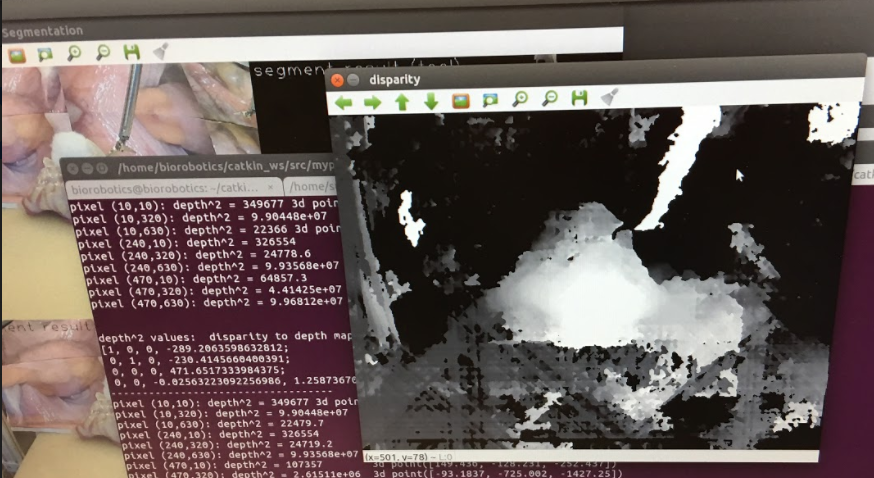 Segmentation
segment result (tool)
disparity
/home/biorobotics/catkin_ws/src/myp
biorobotics@biorobotics: ~/catki... × /home/s
pixel (10,10): depth^2 = 349677 3d poin
pixel (10,320): depth^2 = 9.90448e+07
pixel (10,630): depth^2 = 22366 3d poin
pixel (240,10): depth^2 = 326554
pixel (240,320): depth^2 = 24778.6
pixel (240,630): depth^2 = 9.93568e+07
pixel (470,10): depth^2 = 64857.3
pixel (470,320): depth^2 = 4.41425e+07
pixel (470,630): depth^2 = 9.96812e+07
depth^2 values: disparity to depth map
[1, 0, 0, -289.2063598632812;
0, 1, 0, -230.4145660400391;
0, 0, 0, 471.6517333984375;
0, 0, -0.02563223092256986, 1.2587367
--------------------------------
pixel (10,10): depth^2 = 349677 3d poin
pixel (10,320): depth^2 = 9.90448e+07
pixel (10,630): depth^2 = 22479.7
pixel (240,10): depth^2 = 326554
pixel (240,320): depth^2 = 24719.2
pixel (240,630): depth^2 = 9.93568e+07
pixel (470,10): depth^2 = 107357 3d point([149.436, -128.231, -252.437])
pixel (470,320): depth^2 = 2.61511e+06 3d point([-93.1837, -725.002, -1427.25])
(x=501, y=78) ~ L:0
ent result
cat